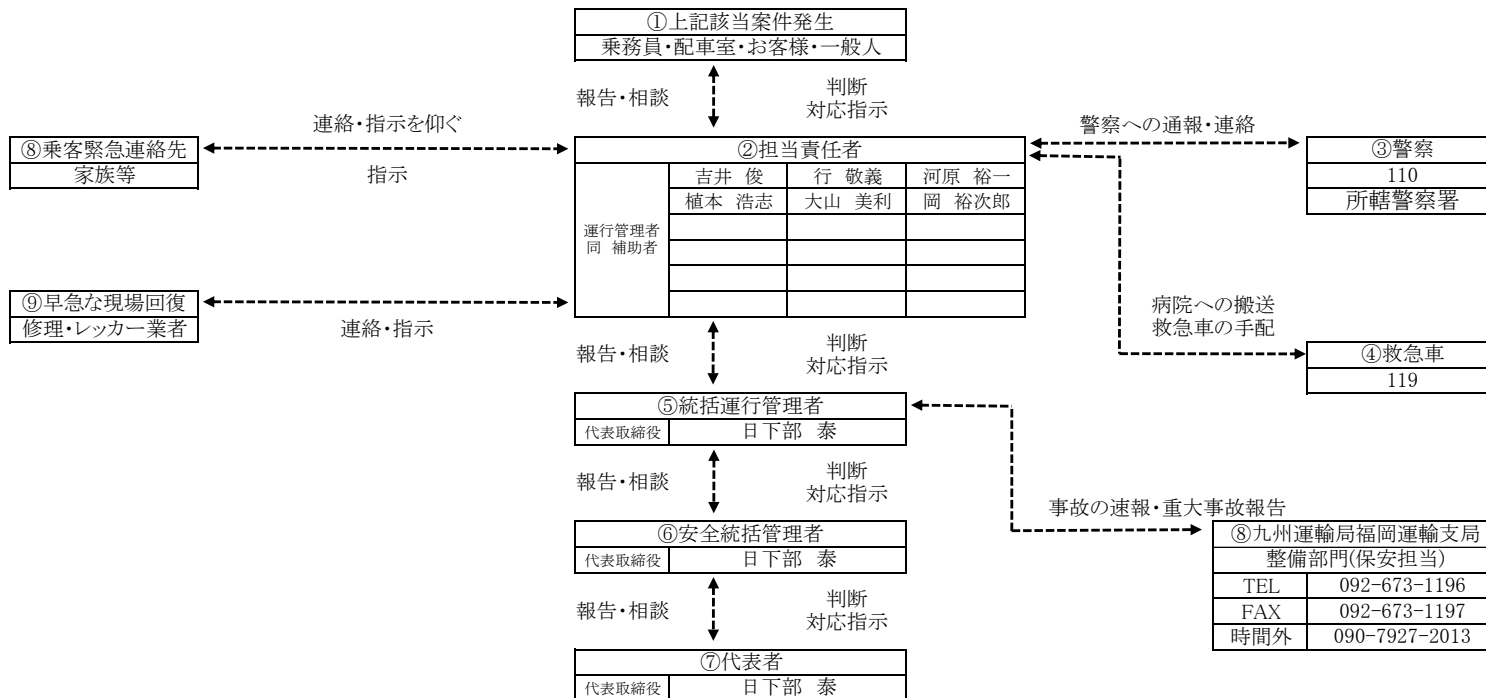 ①上記該当案件発生
乗務員・配車室・お客様・一般人
報告・相談
判断
対応指示
連絡・指示を仰ぐ
指示
⑧乗客緊急連絡先
家族等
②担当責任者
運行管理者
同 補助者
吉井 俊 行 敬義 河原 裕一
植本 浩志 大山 美利 岡 裕次郎
警察への通報・連絡
③警察
110
所轄警察署
⑨早急な現場回復
修理・レッカー業者
連絡・指示
病院への搬送
救急車の手配
④救急車
119
報告・相談
判断
対応指示
⑤統括運行管理者
代表取締役 日下部 泰
報告・相談
判断
対応指示
事故の速報・重大事故報告
⑥安全統括管理者
代表取締役 日下部 泰
⑧九州運輸局福岡運輸支局
整備部門(保安担当)
TEL 092-673-1196
FAX 092-673-1197
時間外 090-7927-2013
報告・相談
判断
対応指示
⑦代表者
代表取締役 日下部 泰